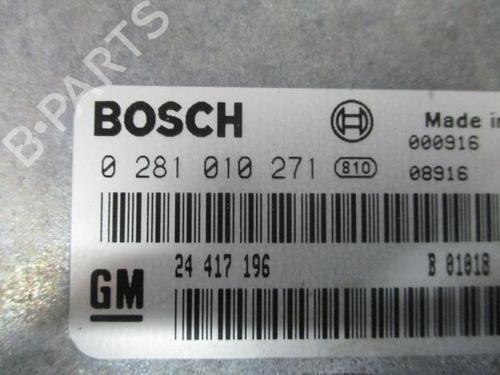 B-PARTS
BOSCH
Made in
000916
0 281 010 271 810
08916
24 417 196
B 01018
GM